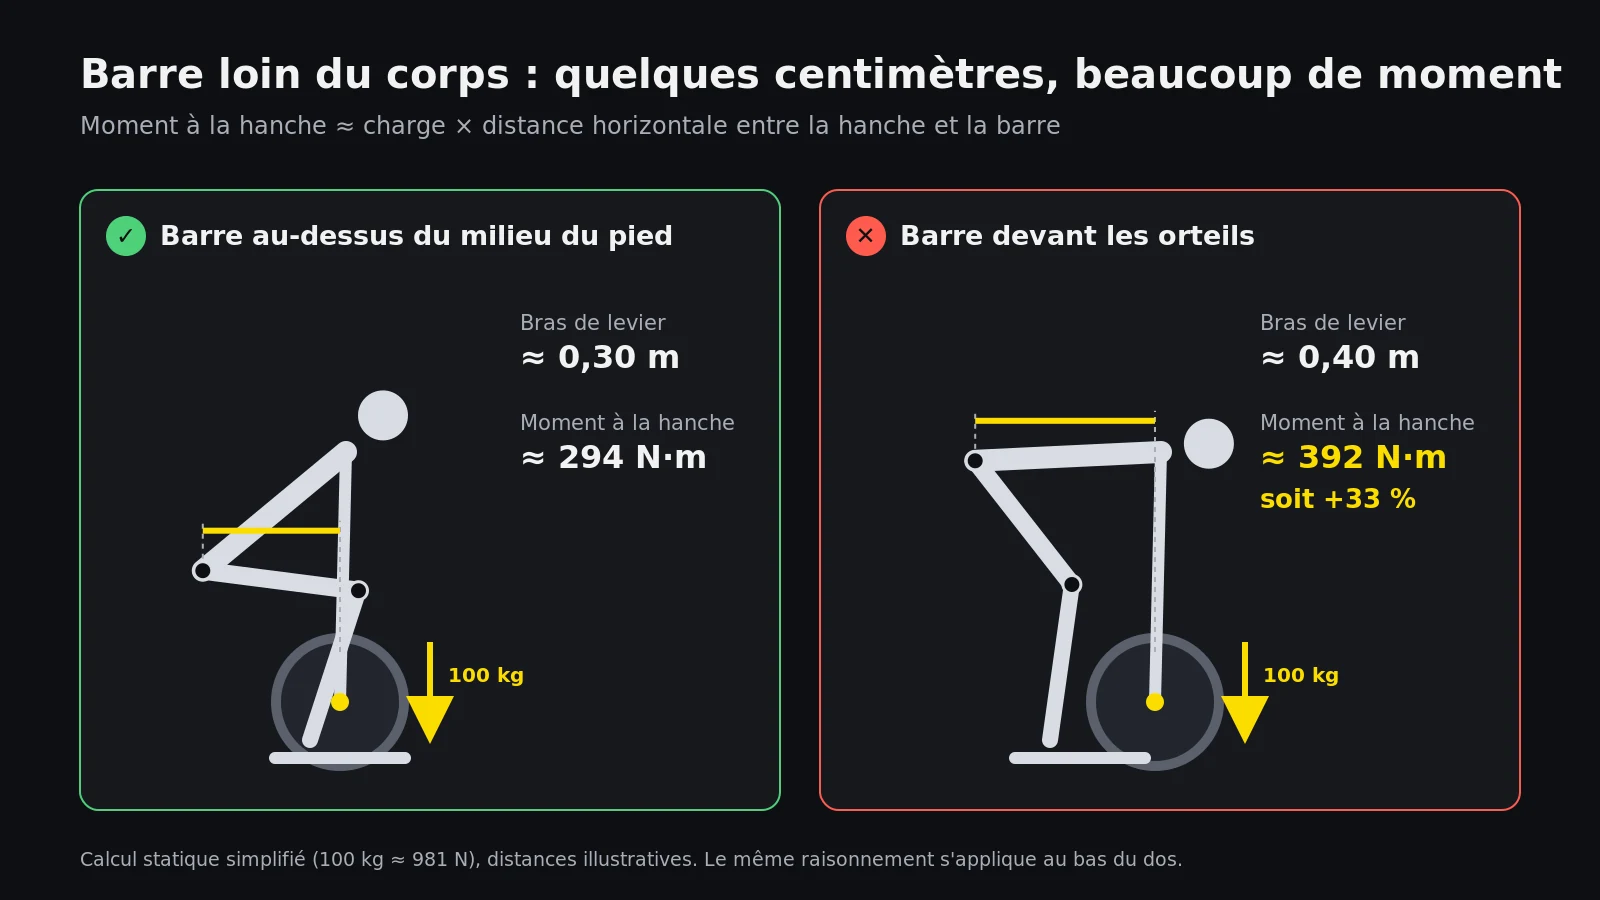 Barre loin du corps : quelques centimètres, beaucoup de moment
Moment à la hanche ≈ charge × distance horizontale entre la hanche et la barre
✓ Barre au-dessus du milieu du pied
Bras de levier
≈ 0,30 m
Moment à la hanche
≈ 294 N·m
100 kg
✕ Barre devant les orteils
Bras de levier
≈ 0,40 m
Moment à la hanche
≈ 392 N·m
soit +33 %
100 kg
Calcul statique simplifié (100 kg ≈ 981 N), distances illustratives. Le même raisonnement s'applique au bas du dos.